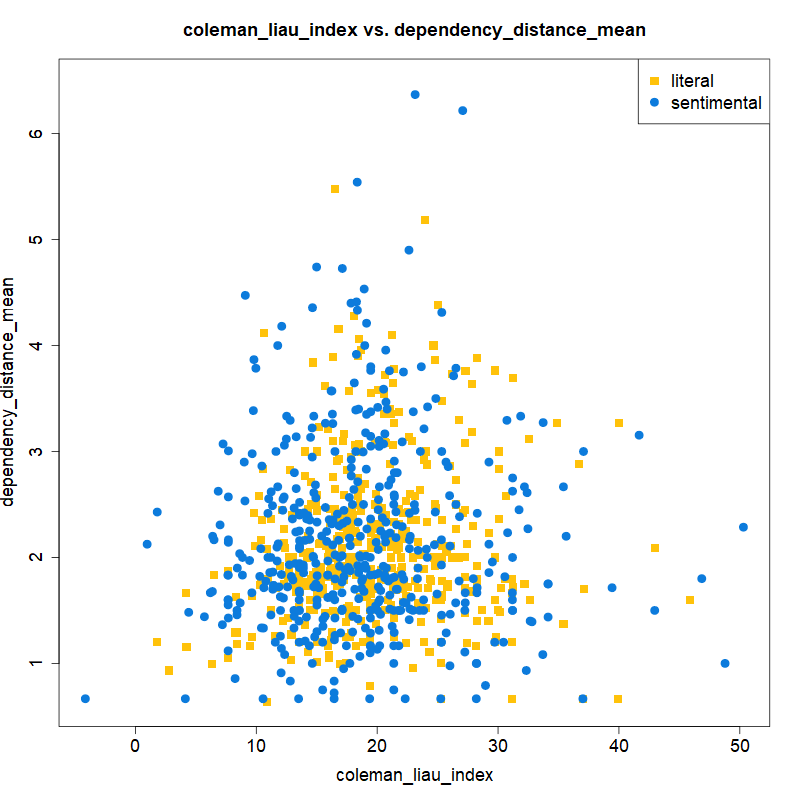 coleman_liau_index vs. dependency_distance_mean
literal
sentimental
6
5
4
3
2
1
dependency_distance_mean
0 10 20 30 40 50
coleman_liau_index